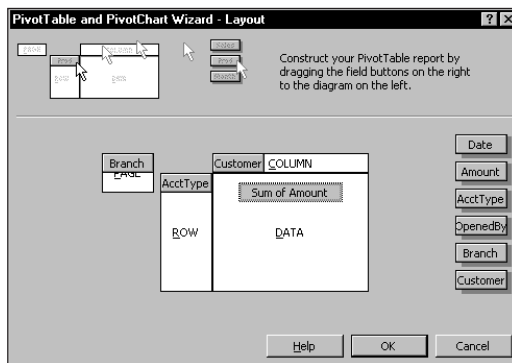 PivotTable and PivotChart Wizard - Layout
Construct your PivotTable report by
dragging the field buttons on the right
to the diagram on the left.
Branch
PAGE
Customer COLUMN
AcctType
Sum of Amount
ROW
DATA
Date
Amount
AcctType
OpenedBy
Branch
Customer
Help
OK
Cancel